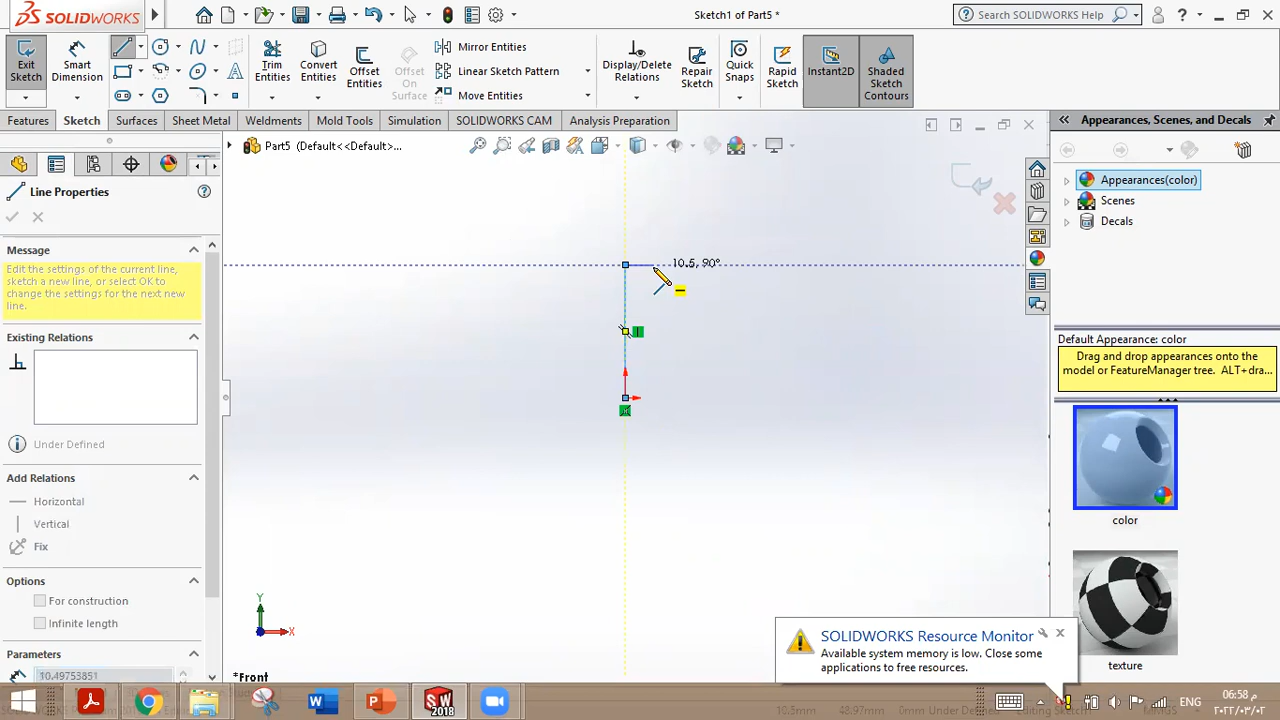 SOLIDWORKS
Sketch1 of Part5 *
Search SOLIDWORKS Help
Exit Sketch
Smart Dimension
Trim Entities
Convert Entities
Offset Entities
Offset On Surface
Mirror Entities
Linear Sketch Pattern
Move Entities
Display/Delete Relations
Repair Sketch
Quick Snaps
Rapid Sketch
Instant2D
Shaded Sketch Contours
Features
Sketch
Surfaces
Sheet Metal
Weldments
Mold Tools
Simulation
SOLIDWORKS CAM
Analysis Preparation
Part5 (Default<<Default>...
Appearances, Scenes, and Decals
Line Properties
Appearances(color)
Scenes
Decals
Message
Edit the settings of the current line,
sketch a new line, or select OK to
change the settings for the next new
line.
Existing Relations
10.5, 90°
Default Appearance: color
Drag and drop appearances onto the
model or FeatureManager tree. ALT+dra...
Under Defined
Add Relations
Horizontal
Vertical
Fix
color
Options
For construction
Infinite length
Parameters
10.49753851
Y
X
*Front
SOLIDWORKS Resource Monitor
Available system memory is low. Close some
applications to free resources.
texture
SW
2018
ENG
06:58 م